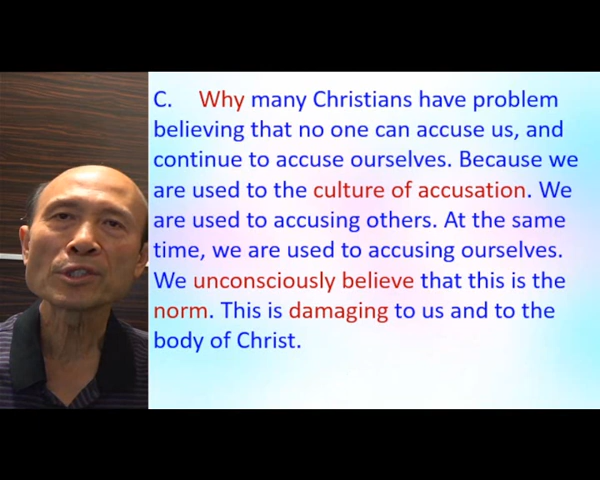 C. Why many Christians have problem
believing that no one can accuse us, and
continue to accuse ourselves. Because we
are used to the culture of accusation. We
are used to accusing others. At the same
time, we are used to accusing ourselves.
We unconsciously believe that this is the
norm. This is damaging to us and to the
body of Christ.